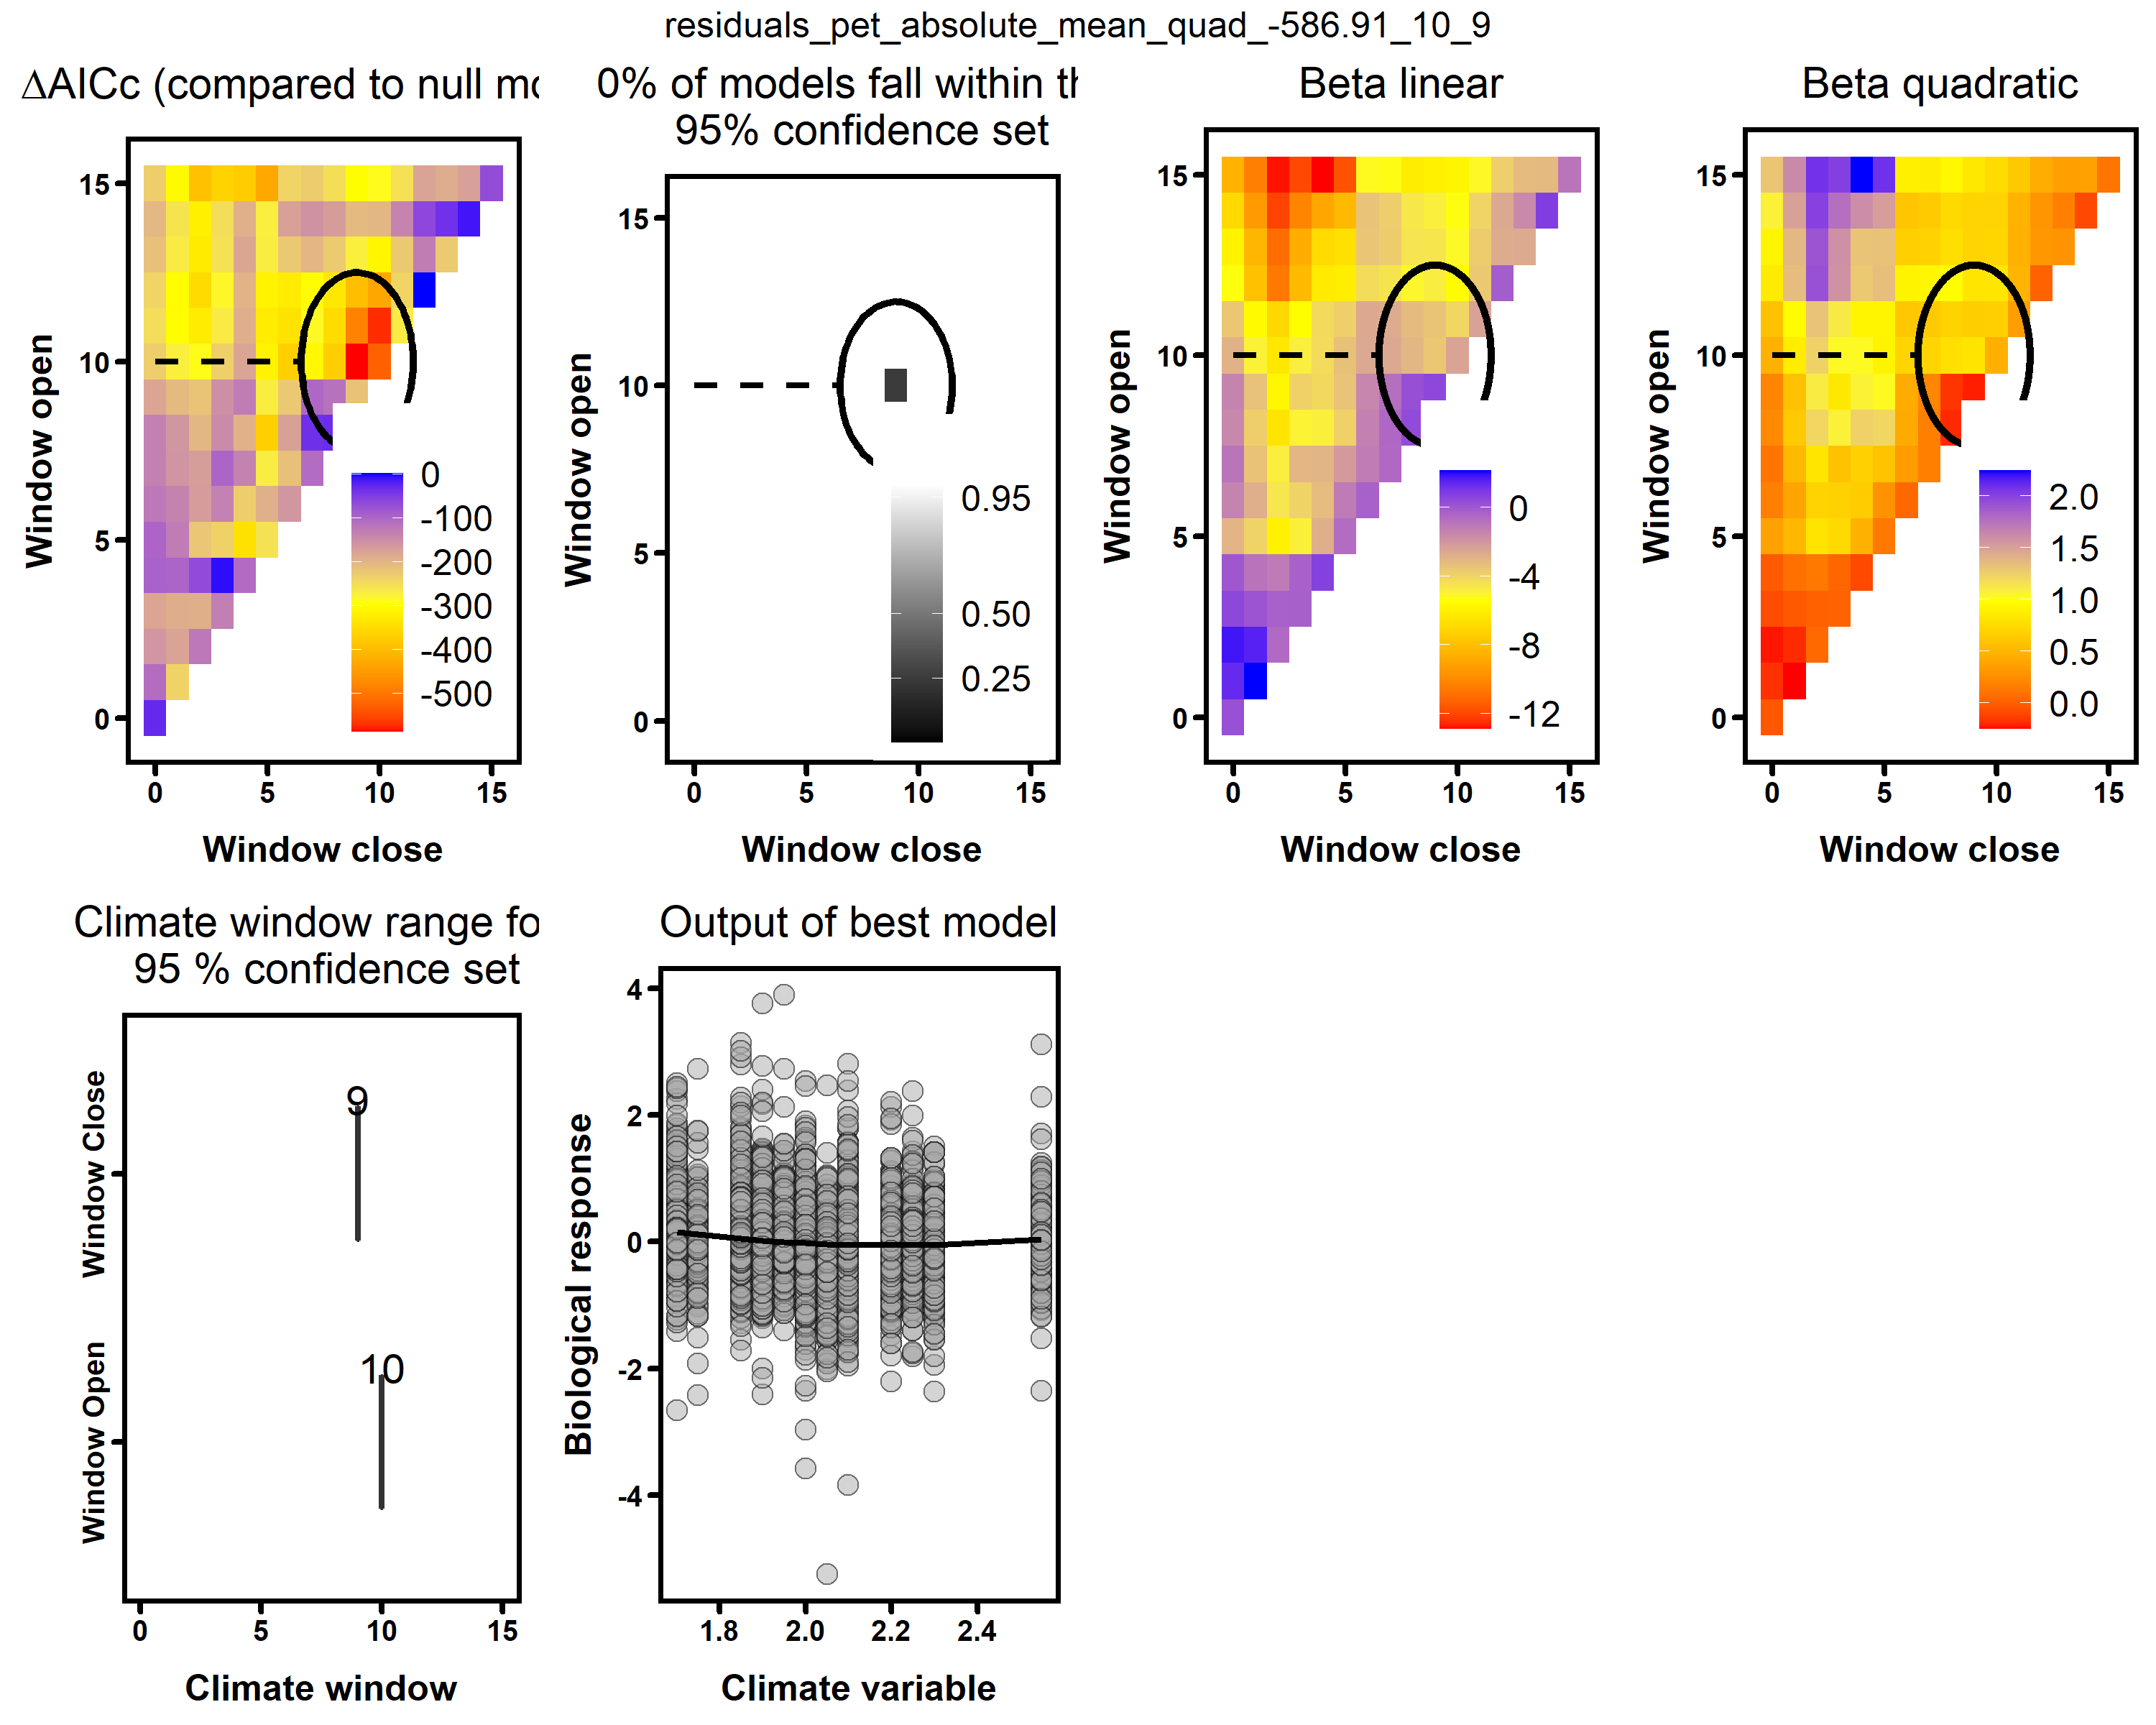 residuals_pet_absolute_mean_quad_-586.91_10_9
ΔAICc (compared to null mo
Window open
15
10
5
0
0
-100
-200
-300
-400
-500
0 5 10 15
Window close
0% of models fall within th
95% confidence set
Window open
15
10
5
0
0.95
0.50
0.25
0 5 10 15
Window close
Beta linear
Window open
15
10
5
0
0
-4
-8
-12
0 5 10 15
Window close
Beta quadratic
Window open
15
10
5
0
2.0
1.5
1.0
0.5
0.0
0 5 10 15
Window close
Climate window range fo
95 % confidence set
Window Close
9
Window Open
10
0 5 10 15
Climate window
Output of best model
Biological response
4
2
0
-2
-4
1.8 2.0 2.2 2.4
Climate variable